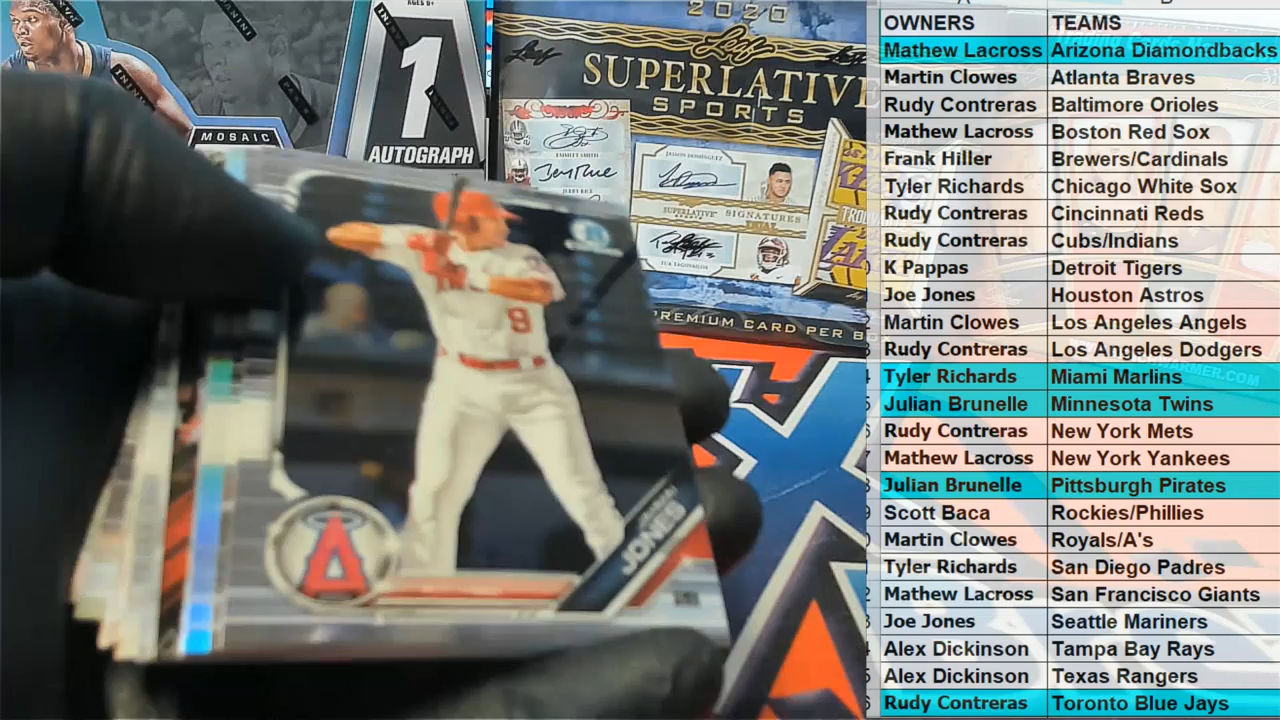 MOSAIC
1
AUTOGRAPH
2020
Leaf
SUPERLATIVE
SPORTS
SUPERLATIVE SIGNATURES
PREMIUM CARD PER BOX
9
JONES
A
OWNERS TEAMS
Mathew Lacross Arizona Diamondbacks
Martin Clowes Atlanta Braves
Rudy Contreras Baltimore Orioles
Mathew Lacross Boston Red Sox
Frank Hiller Brewers/Cardinals
Tyler Richards Chicago White Sox
Rudy Contreras Cincinnati Reds
Rudy Contreras Cubs/Indians
K Pappas Detroit Tigers
Joe Jones Houston Astros
Martin Clowes Los Angeles Angels
Rudy Contreras Los Angeles Dodgers
Tyler Richards Miami Marlins
Julian Brunelle Minnesota Twins
Rudy Contreras New York Mets
Mathew Lacross New York Yankees
Julian Brunelle Pittsburgh Pirates
Scott Baca Rockies/Phillies
Martin Clowes Royals/A's
Tyler Richards San Diego Padres
Mathew Lacross San Francisco Giants
Joe Jones Seattle Mariners
Alex Dickinson Tampa Bay Rays
Alex Dickinson Texas Rangers
Rudy Contreras Toronto Blue Jays